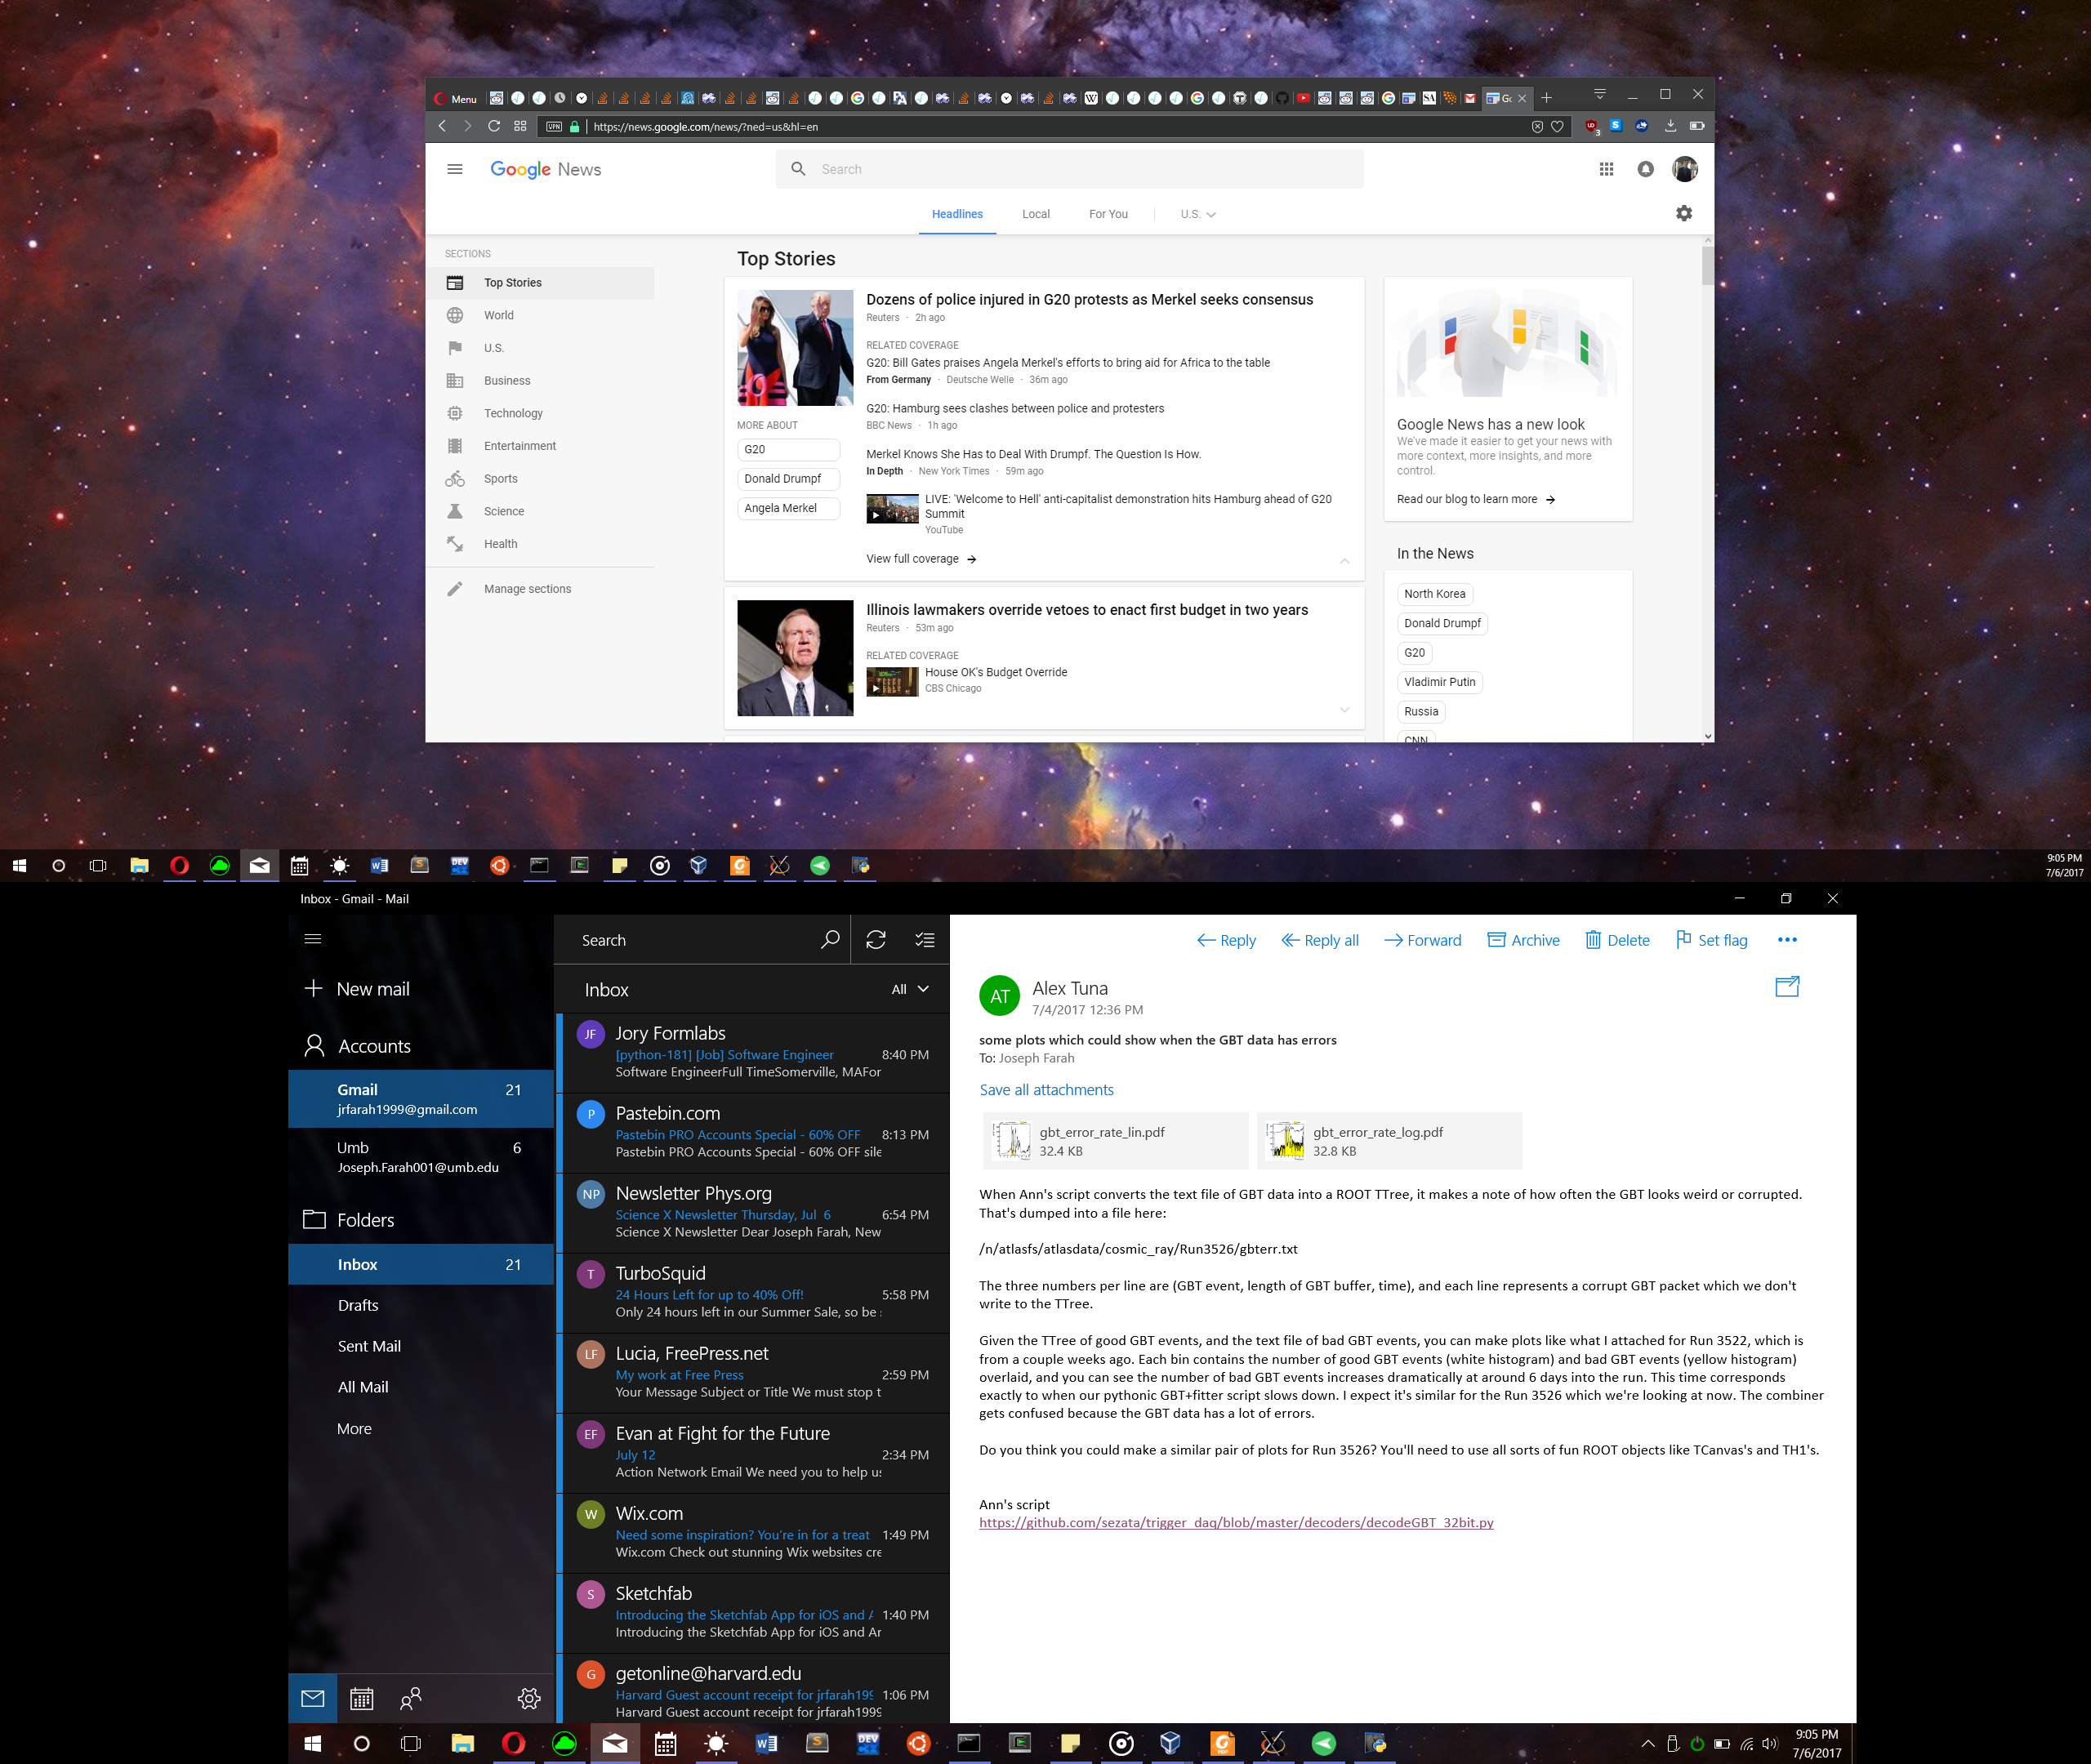 Menu
Gc
VPN
https://news.google.com/news/?ned=us&hl=en
3
Google News
Search
Headlines
Local
For You
U.S.
SECTIONS
Top Stories
World
U.S.
Business
Technology
Entertainment
Sports
Science
Health
Manage sections
Top Stories
Dozens of police injured in G20 protests as Merkel seeks consensus
Reuters · 2h ago
RELATED COVERAGE
G20: Bill Gates praises Angela Merkel's efforts to bring aid for Africa to the table
From Germany · Deutsche Welle · 36m ago
G20: Hamburg sees clashes between police and protesters
BBC News · 1h ago
Merkel Knows She Has to Deal With Drumpf. The Question Is How.
In Depth · New York Times · 59m ago
LIVE: 'Welcome to Hell' anti-capitalist demonstration hits Hamburg ahead of G20
Summit
YouTube
View full coverage
MORE ABOUT
G20
Donald Drumpf
Angela Merkel
Illinois lawmakers override vetoes to enact first budget in two years
Reuters · 53m ago
RELATED COVERAGE
House OK's Budget Override
CBS Chicago
Google News has a new look
We've made it easier to get your news with
more context, more insights, and more
control.
Read our blog to learn more
In the News
North Korea
Donald Drumpf
G20
Vladimir Putin
Russia
CNN
9:05 PM
7/6/2017
Inbox - Gmail - Mail
New mail
Accounts
Gmail 21
jrfarah1999@gmail.com
Umb 6
Joseph.Farah001@umb.edu
Folders
Inbox 21
Drafts
Sent Mail
All Mail
More
Search
Inbox
All
JF
Jory Formlabs
[python-181] [Job] Software Engineer 8:40 PM
Software EngineerFull TimeSomerville, MAFor
P
Pastebin.com
Pastebin PRO Accounts Special - 60% OFF 8:13 PM
Pastebin PRO Accounts Special - 60% OFF sile
NP
Newsletter Phys.org
Science X Newsletter Thursday, Jul 6 6:54 PM
Science X Newsletter Dear Joseph Farah, New
T
TurboSquid
24 Hours Left for up to 40% Off! 5:58 PM
Only 24 hours left in our Summer Sale, so be
LF
Lucia, FreePress.net
My work at Free Press 2:59 PM
Your Message Subject or Title We must stop t
EF
Evan at Fight for the Future
July 12 2:34 PM
Action Network Email We need you to help u
W
Wix.com
Need some inspiration? You're in for a treat 1:49 PM
Wix.com Check out stunning Wix websites cre
S
Sketchfab
Introducing the Sketchfab App for iOS and A 1:40 PM
Introducing the Sketchfab App for iOS and Ar
G
getonline@harvard.edu
Harvard Guest account receipt for jrfarah199 1:06 PM
Harvard Guest account receipt for jrfarah1999
Reply
Reply all
Forward
Archive
Delete
Set flag
AT
Alex Tuna
7/4/2017 12:36 PM
some plots which could show when the GBT data has errors
To: Joseph Farah
Save all attachments
gbt_error_rate_lin.pdf
32.4 KB
gbt_error_rate_log.pdf
32.8 KB
When Ann's script converts the text file of GBT data into a ROOT TTree, it makes a note of how often the GBT looks weird or corrupted.
That's dumped into a file here:
/n/atlasfs/atlasdata/cosmic_ray/Run3526/gbterr.txt
The three numbers per line are (GBT event, length of GBT buffer, time), and each line represents a corrupt GBT packet which we don't
write to the TTree.
Given the TTree of good GBT events, and the text file of bad GBT events, you can make plots like what I attached for Run 3522, which is
from a couple weeks ago. Each bin contains the number of good GBT events (white histogram) and bad GBT events (yellow histogram)
overlaid, and you can see the number of bad GBT events increases dramatically at around 6 days into the run. This time corresponds
exactly to when our pythonic GBT+fitter script slows down. I expect it's similar for the Run 3526 which we're looking at now. The combiner
gets confused because the GBT data has a lot of errors.
Do you think you could make a similar pair of plots for Run 3526? You'll need to use all sorts of fun ROOT objects like TCanvas's and TH1's.
Ann's script
https://github.com/sezata/trigger_daq/blob/master/decoders/decodeGBT_32bit.py
9:05 PM
7/6/2017